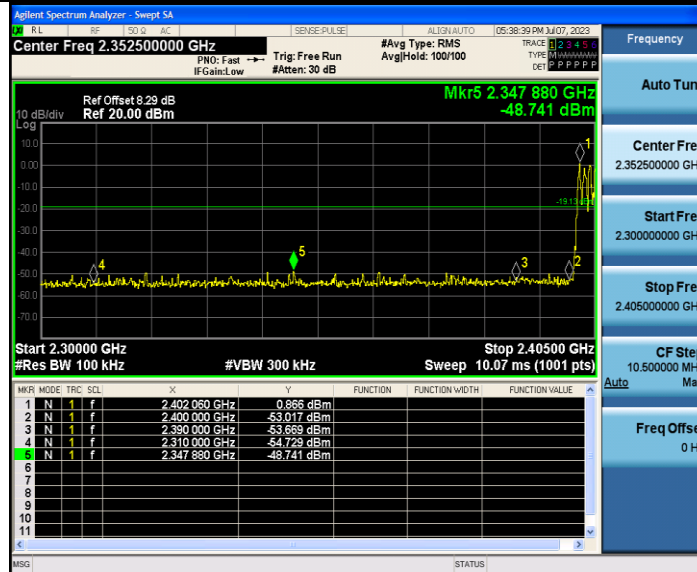 Agilent Spectrum Analyzer - Swept SA
RL RF 50 Ω AC SENSE:PULSE ALIGN AUTO 05:38:39 PM Jul 07, 2023
Center Freq 2.352500000 GHz
PNO: Fast
IFGain:Low
Trig: Free Run
#Atten: 30 dB
#Avg Type: RMS
Avg|Hold: 100/100
TRACE 1 2 3 4 5 6
TYPE M
DET P P P P P P
Ref Offset 8.29 dB
Ref 20.00 dBm
10 dB/div
Log
Mkr5 2.347 880 GHz
-48.741 dBm
10.0
0.00
-10.0
-20.0
-30.0
-40.0
-50.0
-60.0
-70.0
1
2
3
4
5
Start 2.30000 GHz
Stop 2.40500 GHz
#Res BW 100 kHz
#VBW 300 kHz
Sweep 10.07 ms (1001 pts)
MKR MODE TRC SCL X Y FUNCTION FUNCTION WIDTH FUNCTION VALUE
1 N 1 f 2.402 060 GHz 0.866 dBm
2 N 1 f 2.400 000 GHz -53.017 dBm
3 N 1 f 2.390 000 GHz -53.669 dBm
4 N 1 f 2.310 000 GHz -54.729 dBm
5 N 1 f 2.347 880 GHz -48.741 dBm
6
7
8
9
10
11
MSG
STATUS
Frequency
Auto Tun
Center Fre
2.352500000 GH
Start Fre
2.300000000 GH
Stop Fre
2.405000000 GH
CF Ste
10.500000 MH
Auto Ma
Freq Offse
0 H